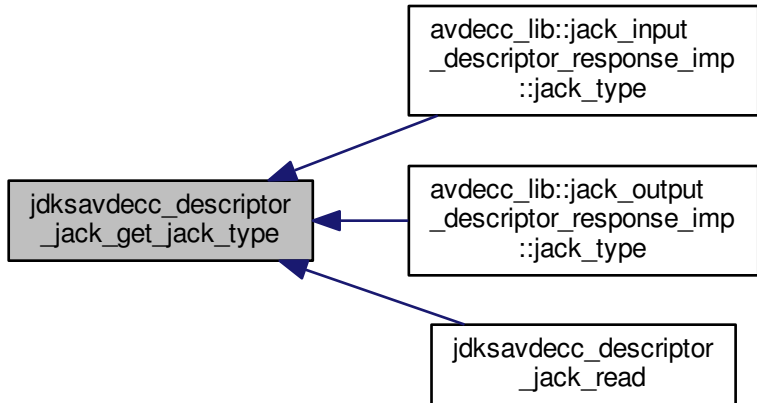 avdecc_lib::jack_input
_descriptor_response_imp
::jack_type
jdksavdecc_descriptor
_jack_get_jack_type
avdecc_lib::jack_output
_descriptor_response_imp
::jack_type
jdksavdecc_descriptor
_jack_read